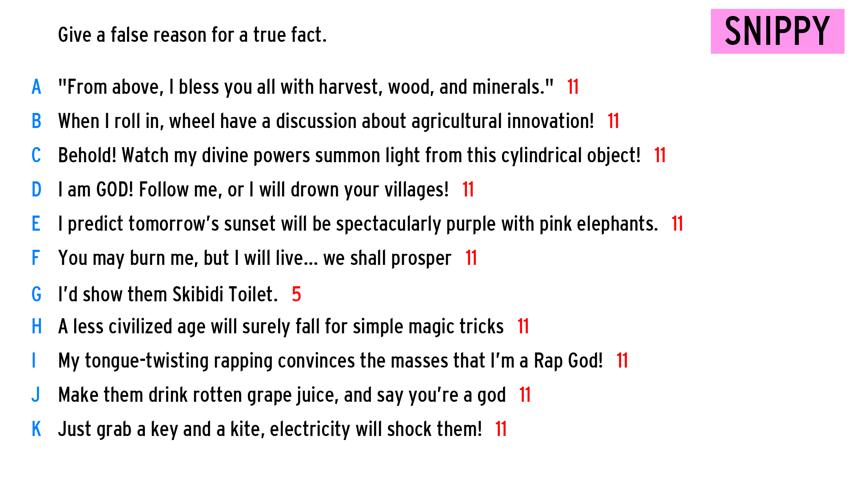 Give a false reason for a true fact.
SNIPPY
A "From above, I bless you all with harvest, wood, and minerals." 11
B When I roll in, wheel have a discussion about agricultural innovation! 11
C Behold! Watch my divine powers summon light from this cylindrical object! 11
D I am GOD! Follow me, or I will drown your villages! 11
E I predict tomorrow's sunset will be spectacularly purple with pink elephants. 11
F You may burn me, but I will live... we shall prosper 11
G I'd show them Skibidi Toilet. 5
H A less civilized age will surely fall for simple magic tricks 11
I My tongue-twisting rapping convinces the masses that I'm a Rap God! 11
J Make them drink rotten grape juice, and say you're a god 11
K Just grab a key and a kite, electricity will shock them! 11